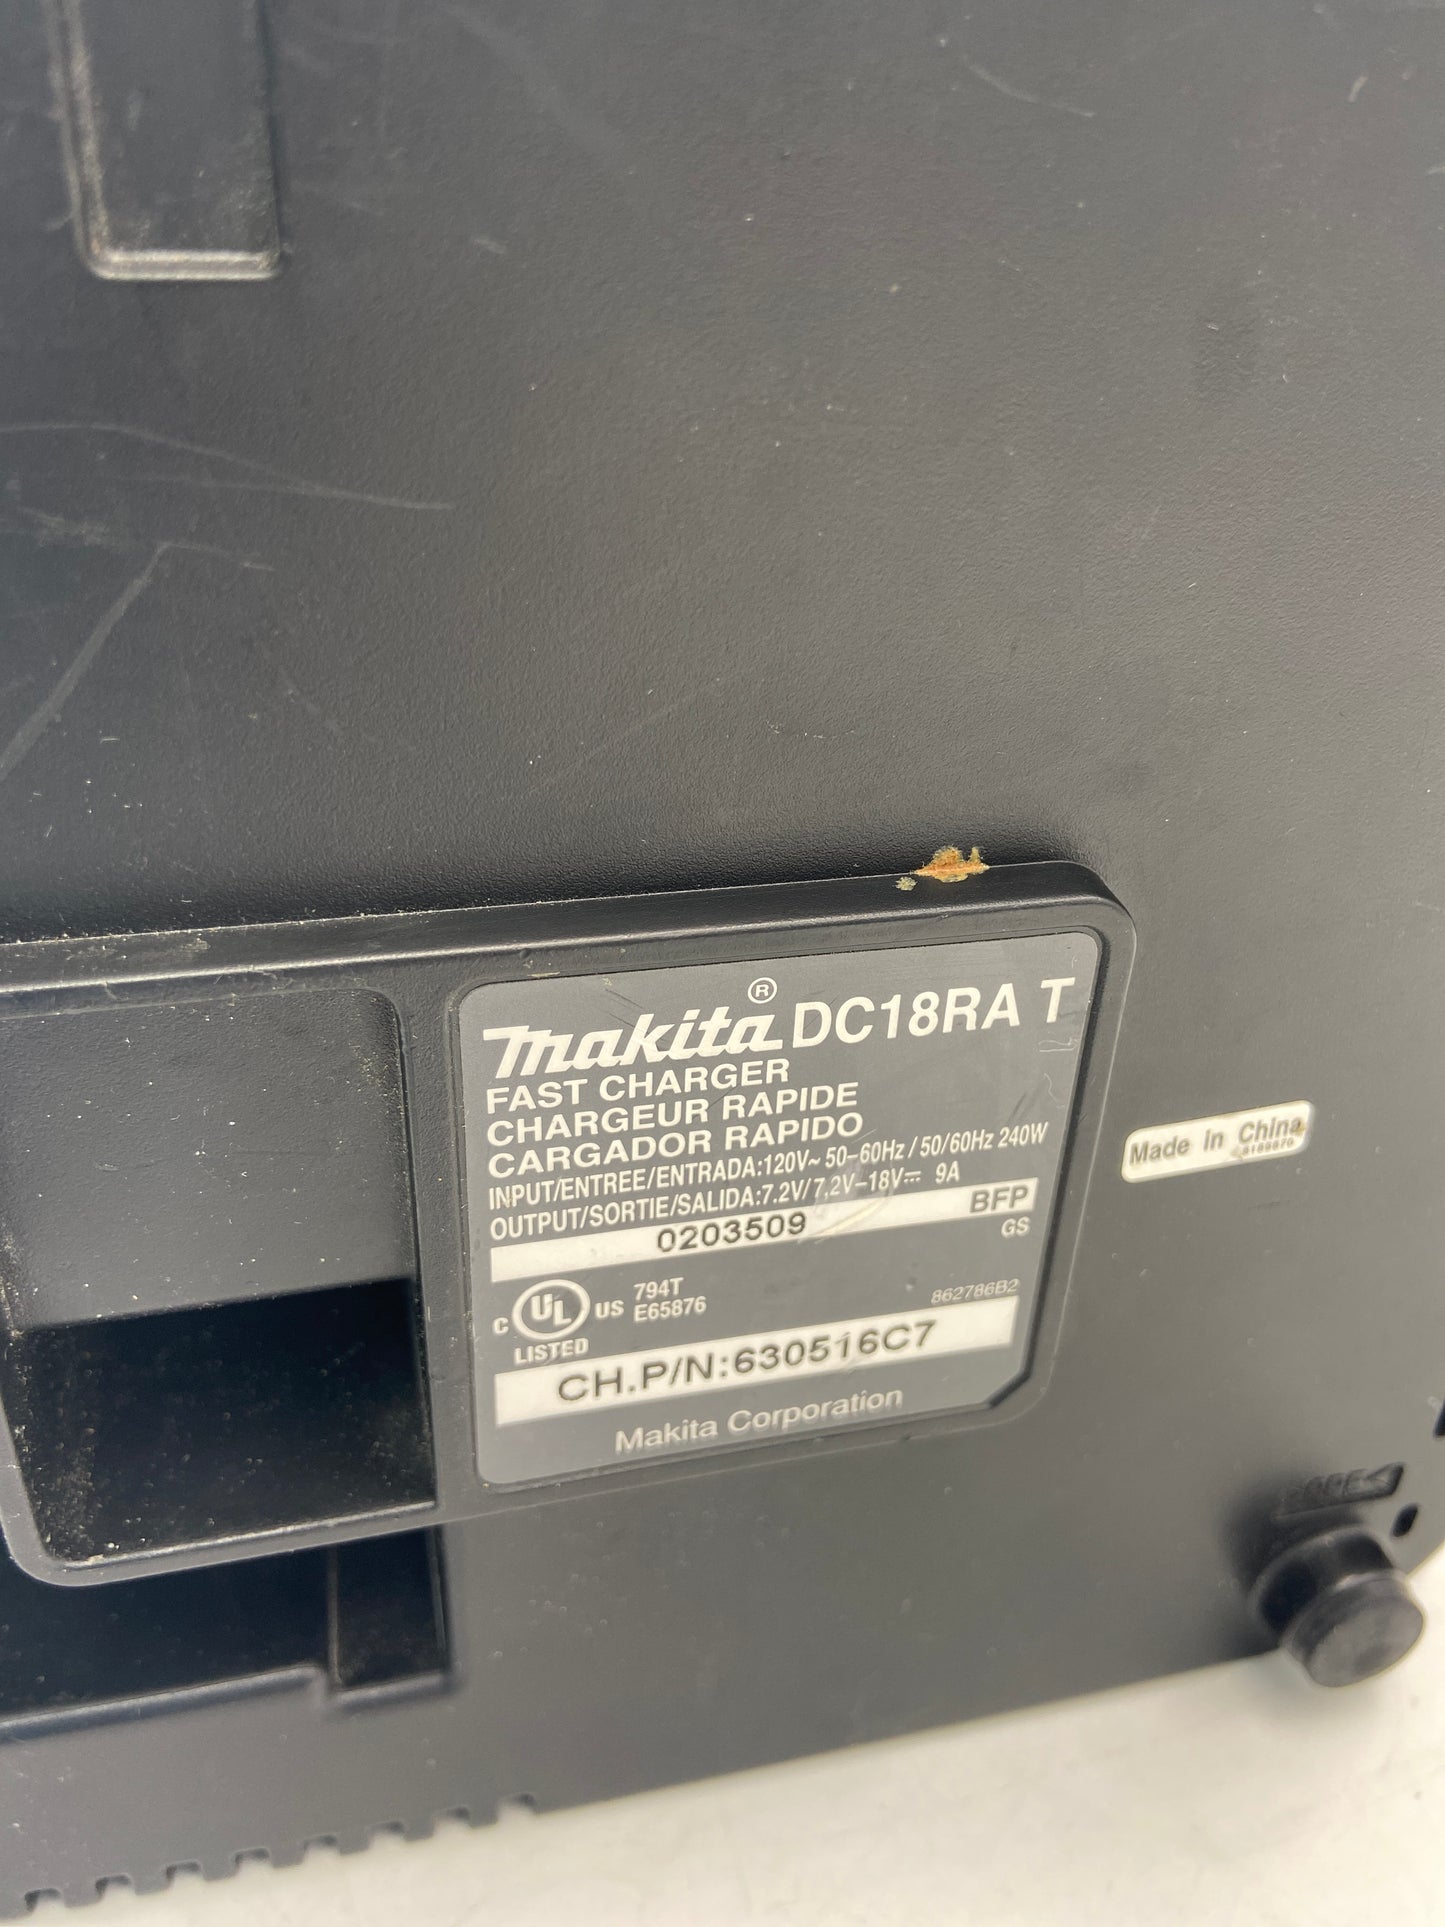 makita® DC18RA T
FAST CHARGER
CHARGEUR RAPIDE
CARGADOR RAPIDO
INPUT/ENTREE/ENTRADA:120V~ 50–60Hz / 50/60Hz 240W
OUTPUT/SORTIE/SALIDA:7.2V/7,2V–18V⎓ 9A
0203509 BFP
GS
C UL US LISTED
794T
E65876
862786B2
CH.P/N:630516C7
Makita Corporation
Made In China